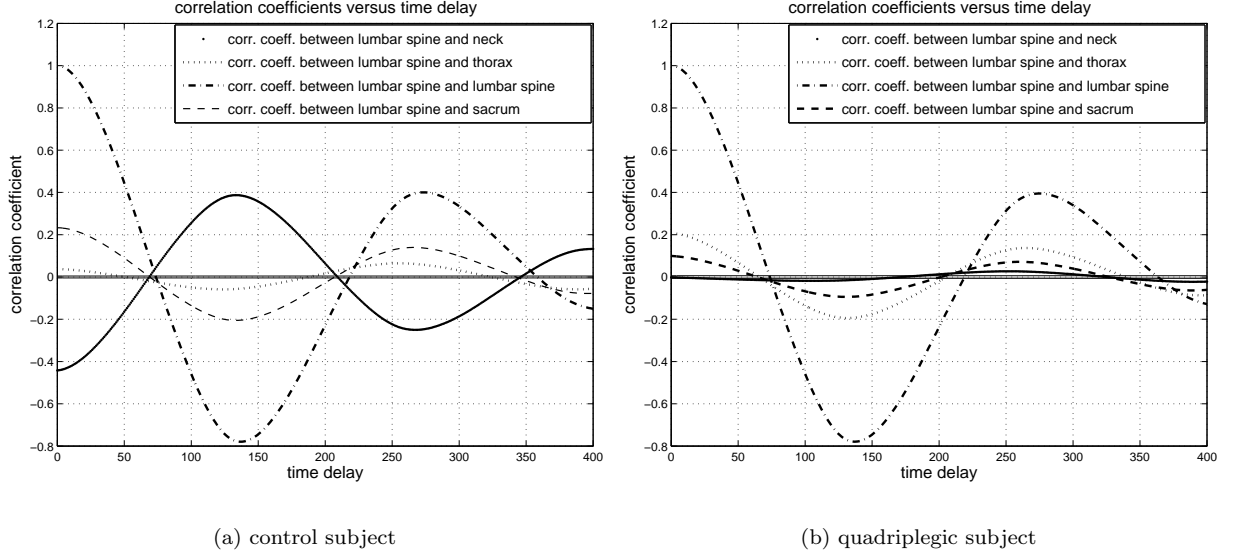 correlation coefficients versus time delay
corr. coeff. between lumbar spine and neck
corr. coeff. between lumbar spine and thorax
corr. coeff. between lumbar spine and lumbar spine
corr. coeff. between lumbar spine and sacrum
correlation coefficient
1.2
1
0.8
0.6
0.4
0.2
0
−0.2
−0.4
−0.6
−0.8
0 50 100 150 200 250 300 350 400
time delay
(a) control subject
correlation coefficients versus time delay
corr. coeff. between lumbar spine and neck
corr. coeff. between lumbar spine and thorax
corr. coeff. between lumbar spine and lumbar spine
corr. coeff. between lumbar spine and sacrum
correlation coefficient
1.2
1
0.8
0.6
0.4
0.2
0
−0.2
−0.4
−0.6
−0.8
0 50 100 150 200 250 300 350 400
time delay
(b) quadriplegic subject